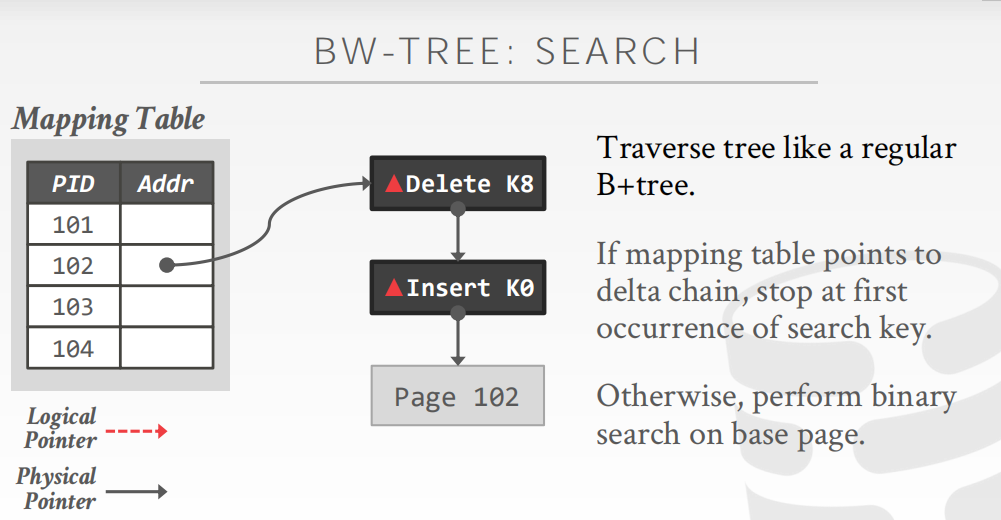 BW-TREE: SEARCH
Mapping Table
PID Addr
101
102
103
104
Logical
Pointer
Physical
Pointer
▲Delete K8
▲Insert K0
Page 102
Traverse tree like a regular
B+tree.
If mapping table points to
delta chain, stop at first
occurrence of search key.
Otherwise, perform binary
search on base page.